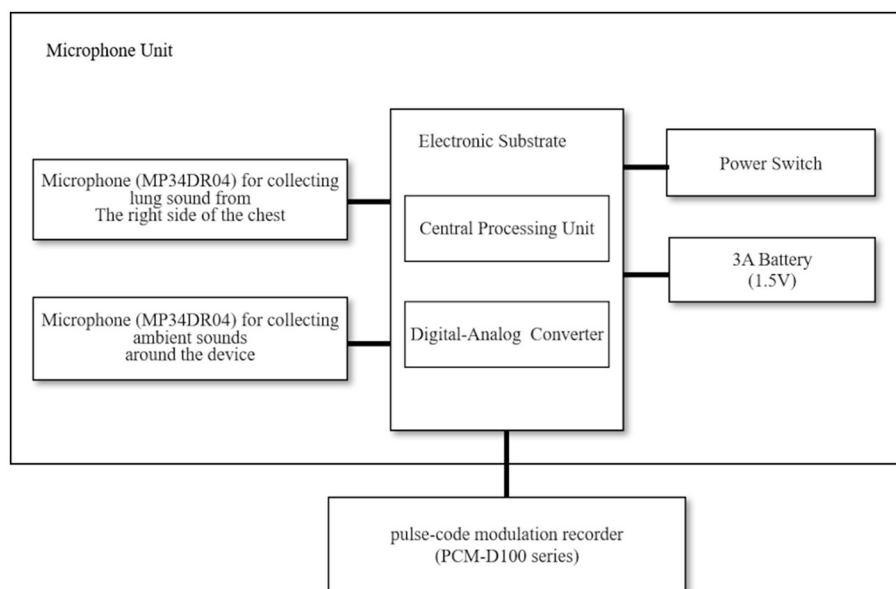 Microphone Unit
Microphone (MP34DR04) for collecting
lung sound from
The right side of the chest
Microphone (MP34DR04) for collecting
ambient sounds
around the device
Electronic Substrate
Central Processing Unit
Digital-Analog Converter
Power Switch
3A Battery
(1.5V)
pulse-code modulation recorder
(PCM-D100 series)